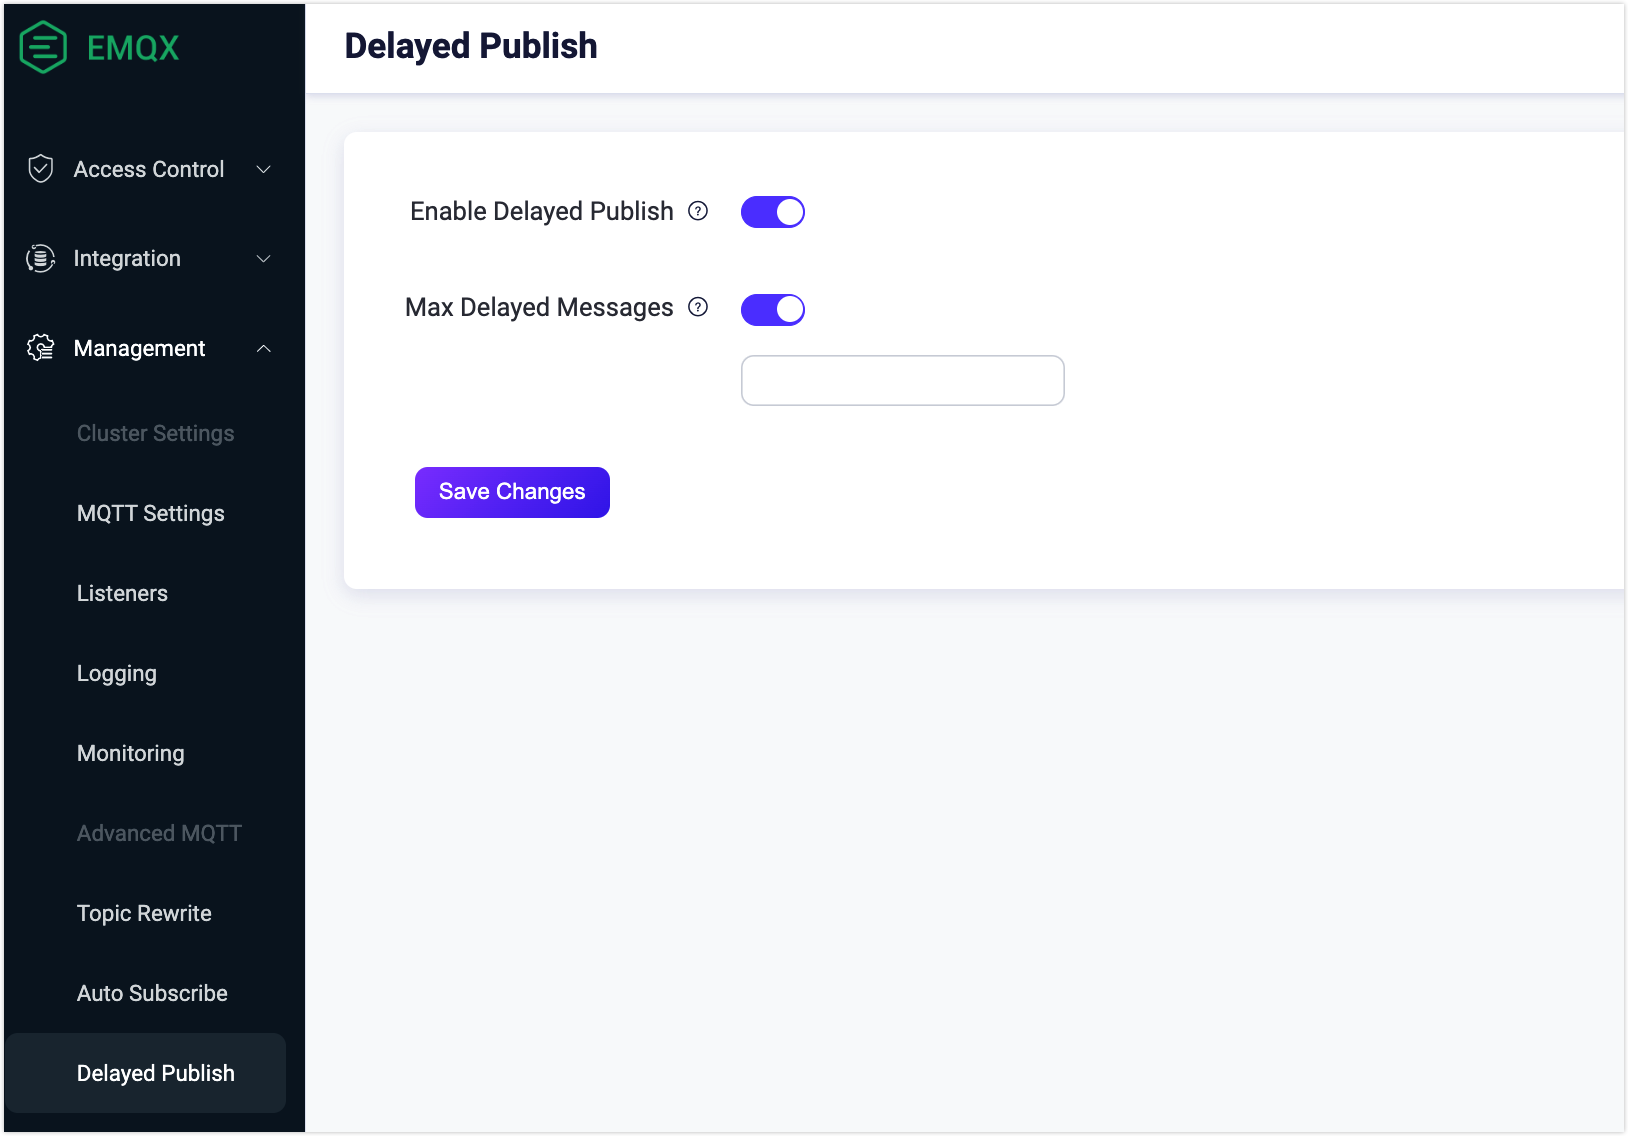 EMQX
Access Control
Integration
Management
Cluster Settings
MQTT Settings
Listeners
Logging
Monitoring
Advanced MQTT
Topic Rewrite
Auto Subscribe
Delayed Publish
Delayed Publish
Enable Delayed Publish ?
Max Delayed Messages ?
Save Changes